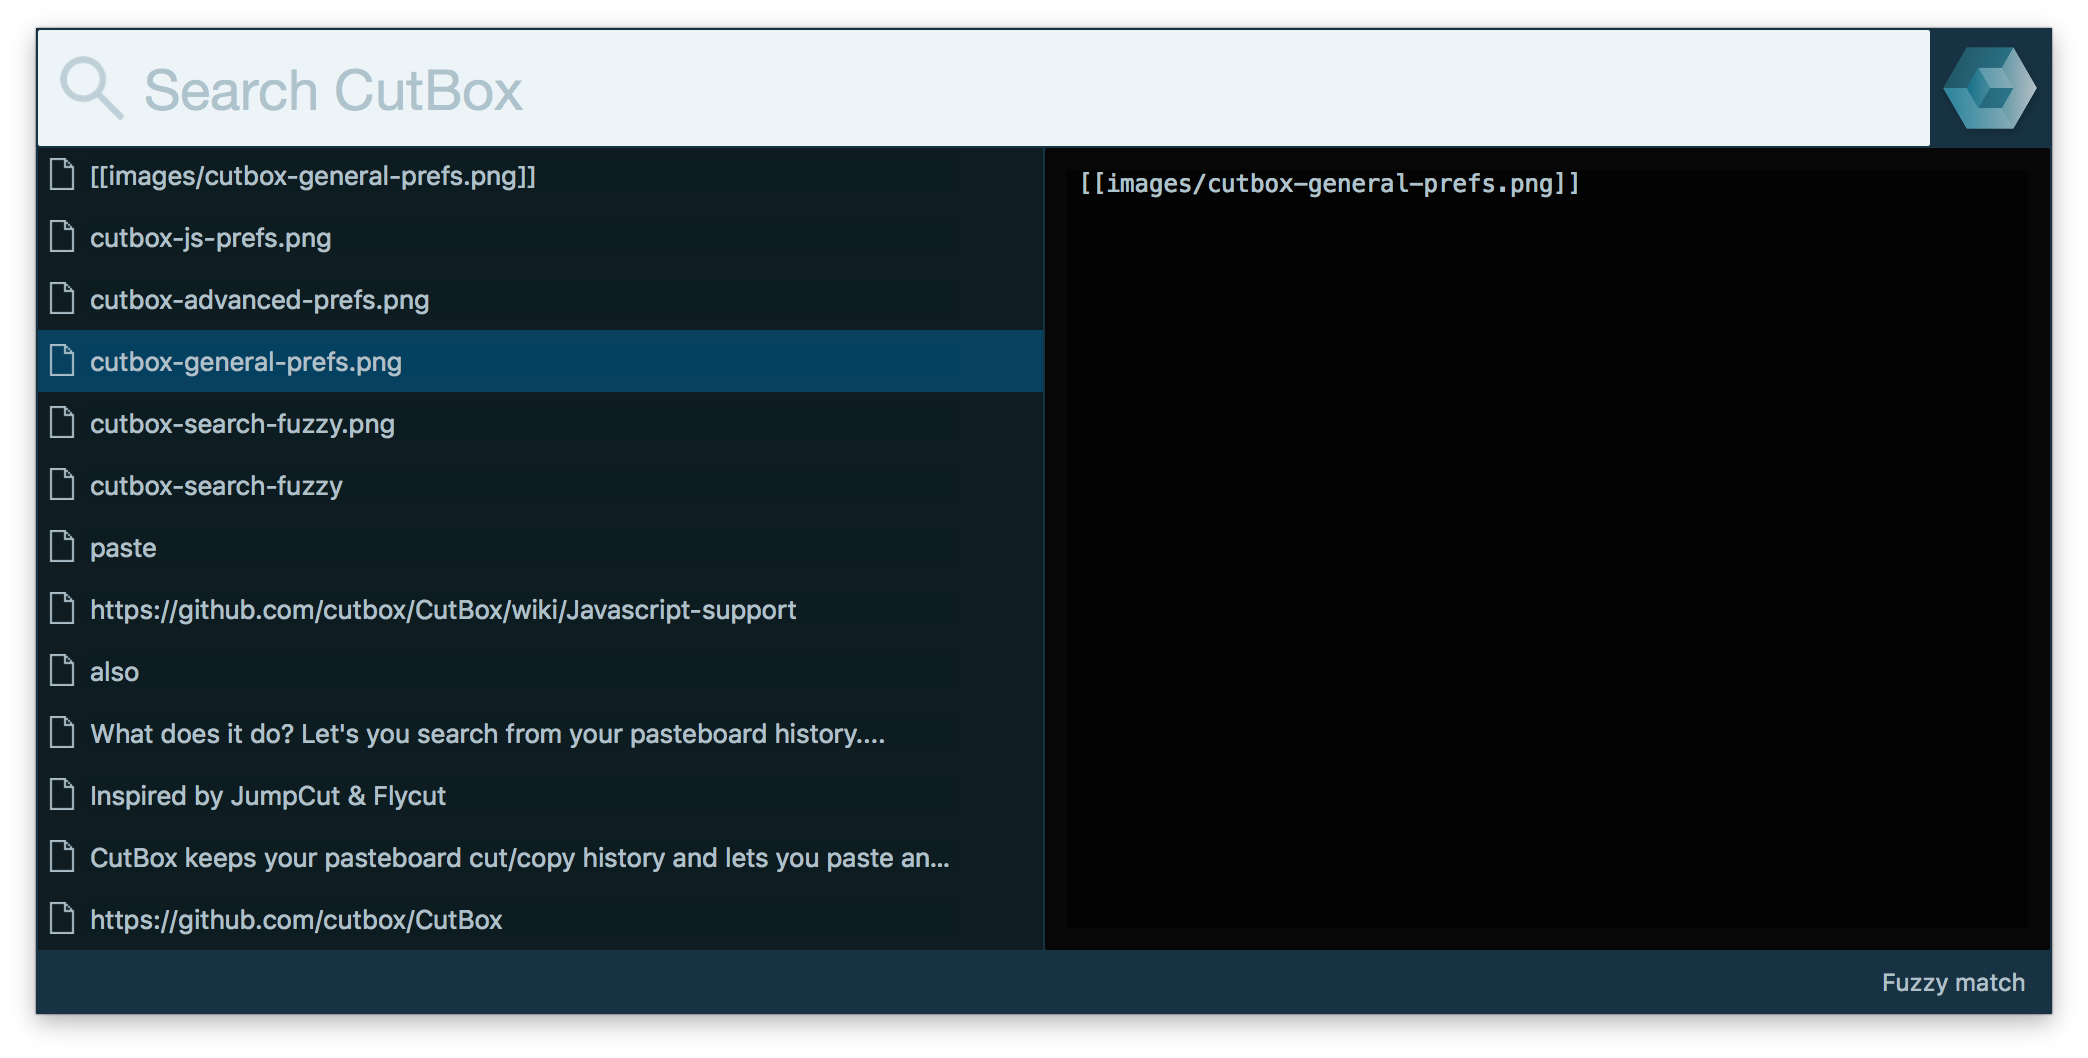 Search CutBox
[[images/cutbox-general-prefs.png]]
cutbox-js-prefs.png
cutbox-advanced-prefs.png
cutbox-general-prefs.png
cutbox-search-fuzzy.png
cutbox-search-fuzzy
paste
https://github.com/cutbox/CutBox/wiki/Javascript-support
also
What does it do? Let's you search from your pasteboard history....
Inspired by JumpCut & Flycut
CutBox keeps your pasteboard cut/copy history and lets you paste an...
https://github.com/cutbox/CutBox
[[images/cutbox-general-prefs.png]]
Fuzzy match